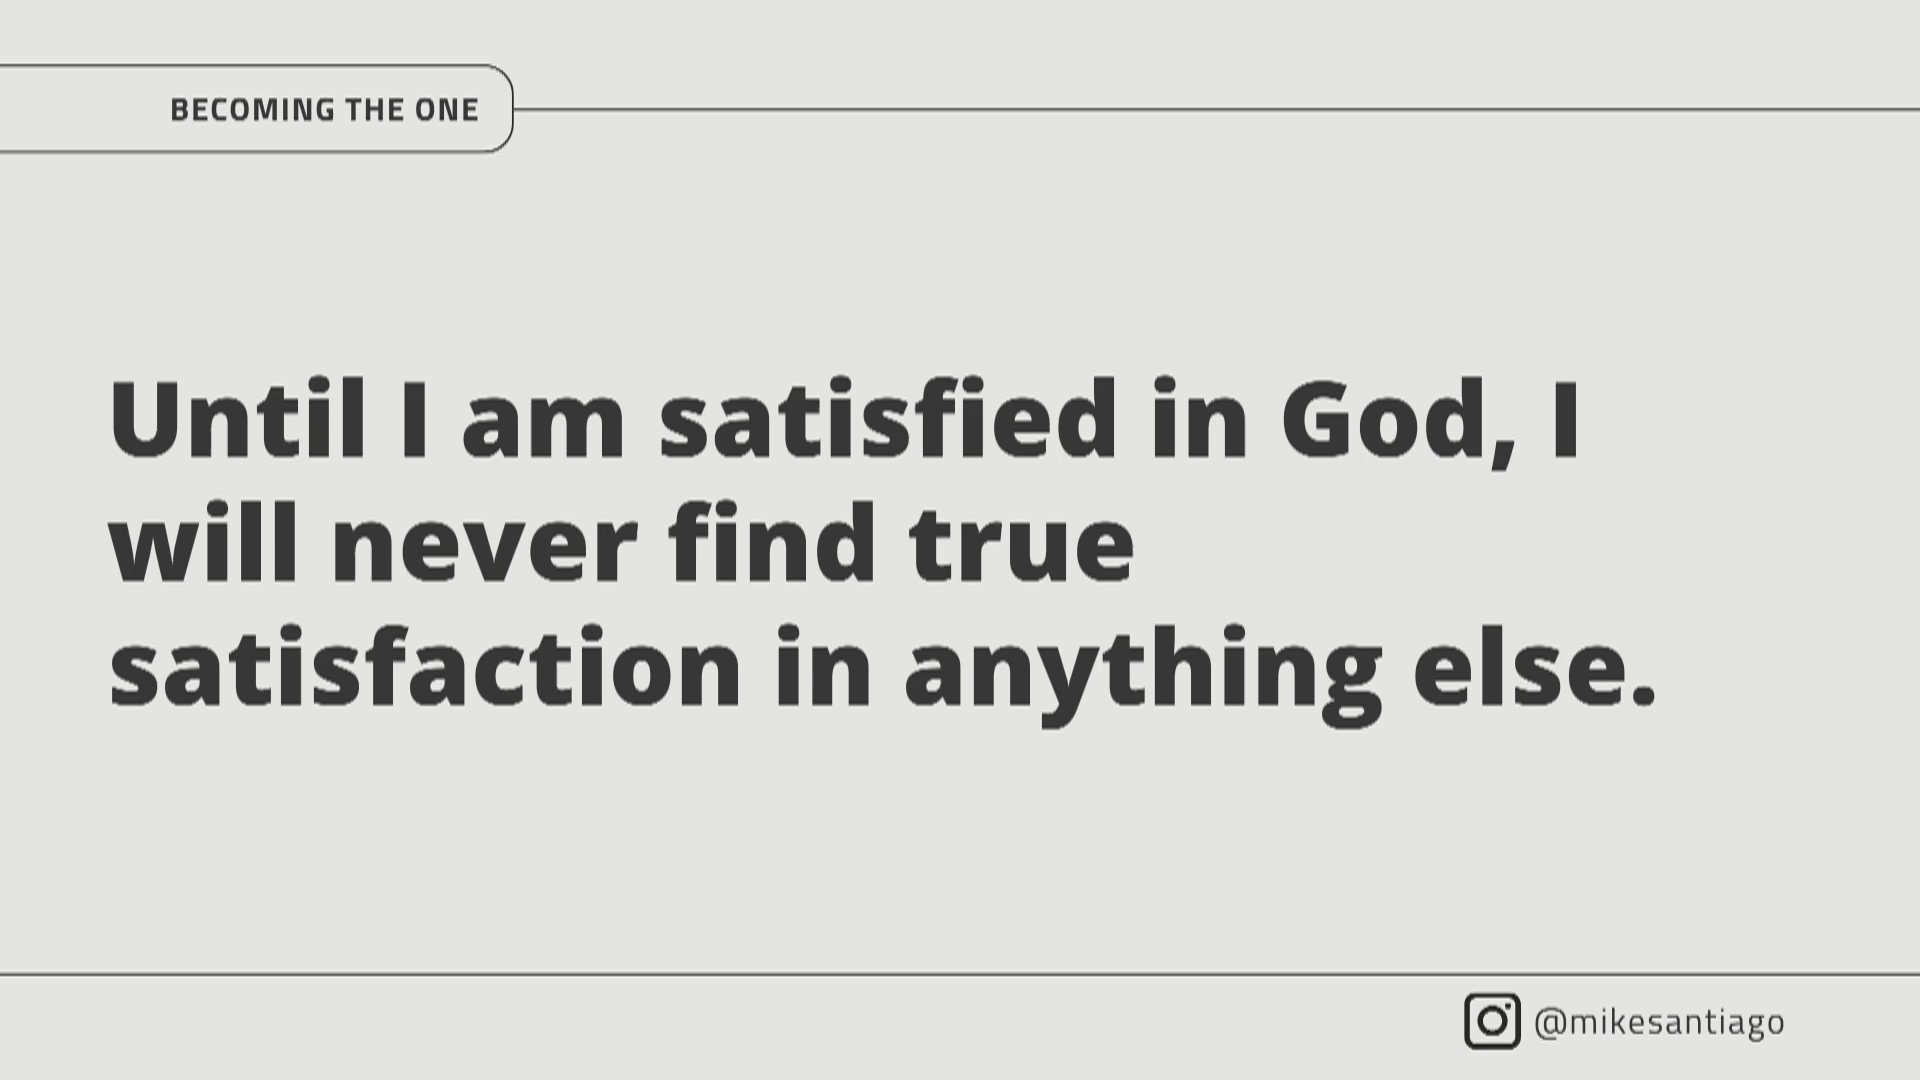 BECOMING THE ONE
Until I am satisfied in God, I
will never find true
satisfaction in anything else.
@mikesantiago